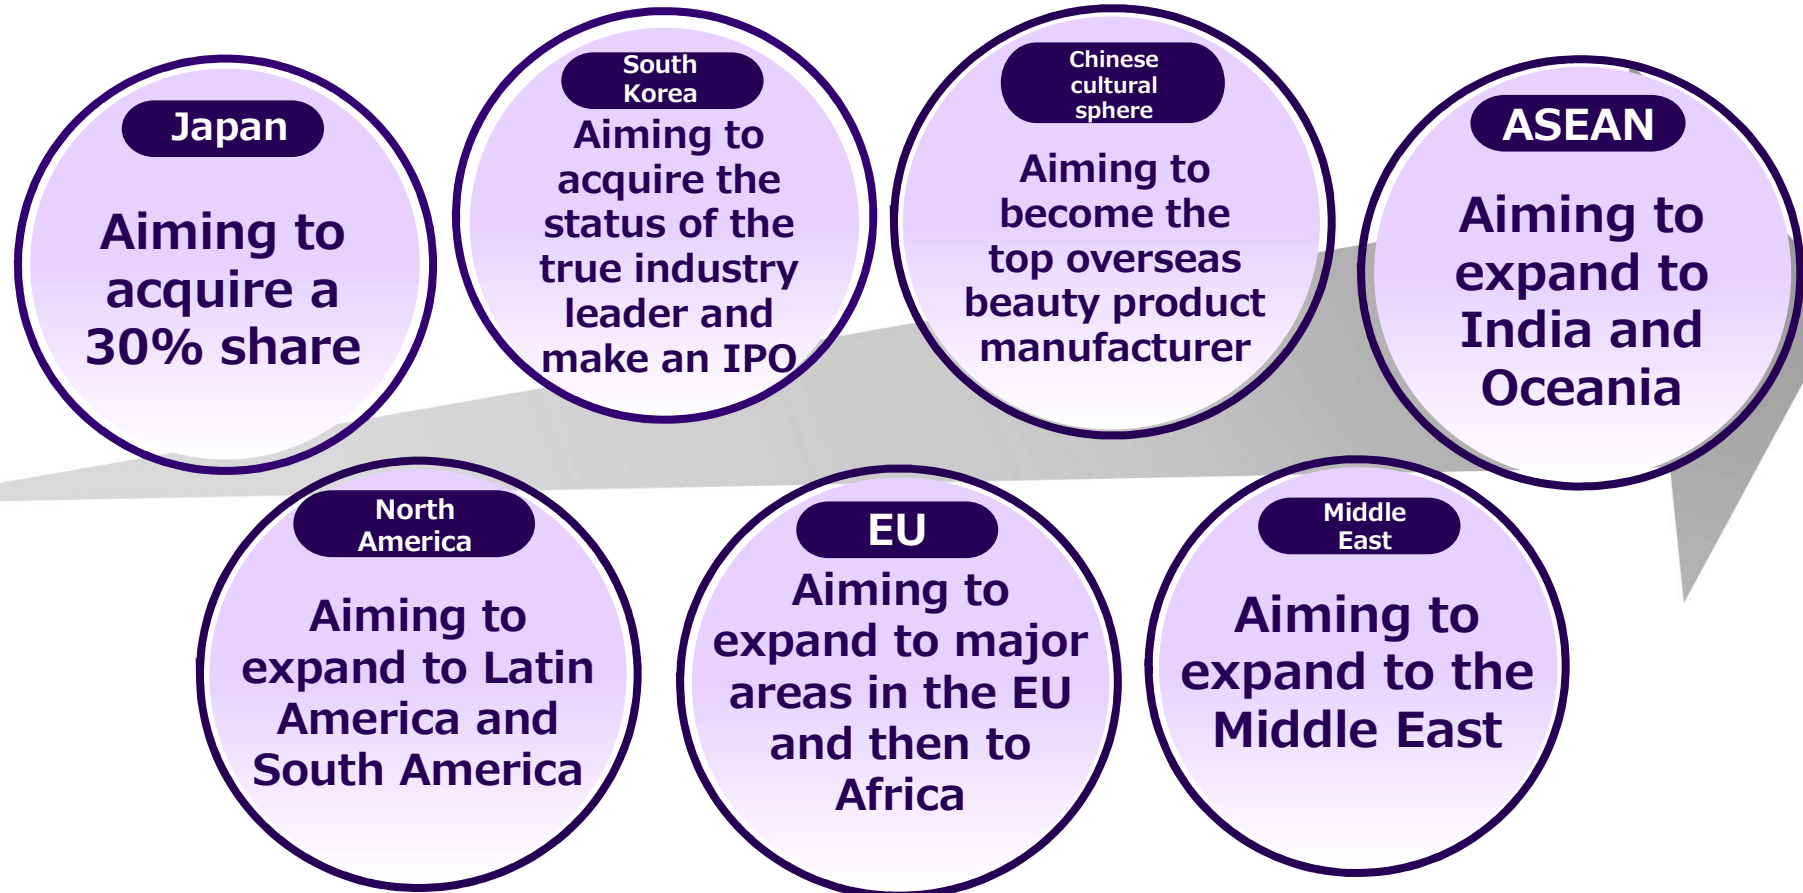 Japan
Aiming to
acquire a
30% share
South
Korea
Aiming to
acquire the
status of the
true industry
leader and
make an IPO
Chinese
cultural
sphere
Aiming to
become the
top overseas
beauty product
manufacturer
ASEAN
Aiming to
expand to
India and
Oceania
North
America
Aiming to
expand to Latin
America and
South America
EU
Aiming to
expand to major
areas in the EU
and then to
Africa
Middle
East
Aiming to
expand to the
Middle East